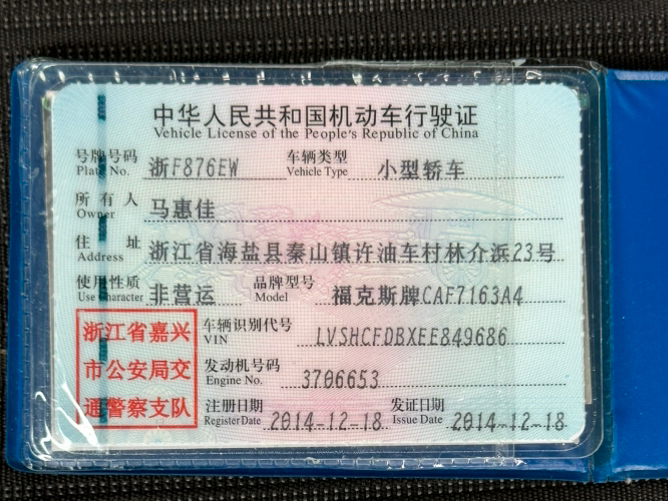 中华人民共和国机动车行驶证
Vehicle License of the People's Republic of China
号牌号码 Plate No. 浙F876EW 车辆类型 Vehicle Type 小型轿车
所有人 Owner 马惠佳
住址 Address 浙江省海盐县秦山镇许油车村林介浜23号
使用性质 Use Character 非营运 品牌型号 Model 福克斯牌CAF7163A4
浙江省嘉兴
市公安局交
通警察支队
车辆识别代号 VIN LVSHCFDBXEE849686
发动机号码 Engine No. 3706653
注册日期 Register Date 2014-12-18 发证日期 Issue Date 2014-12-18